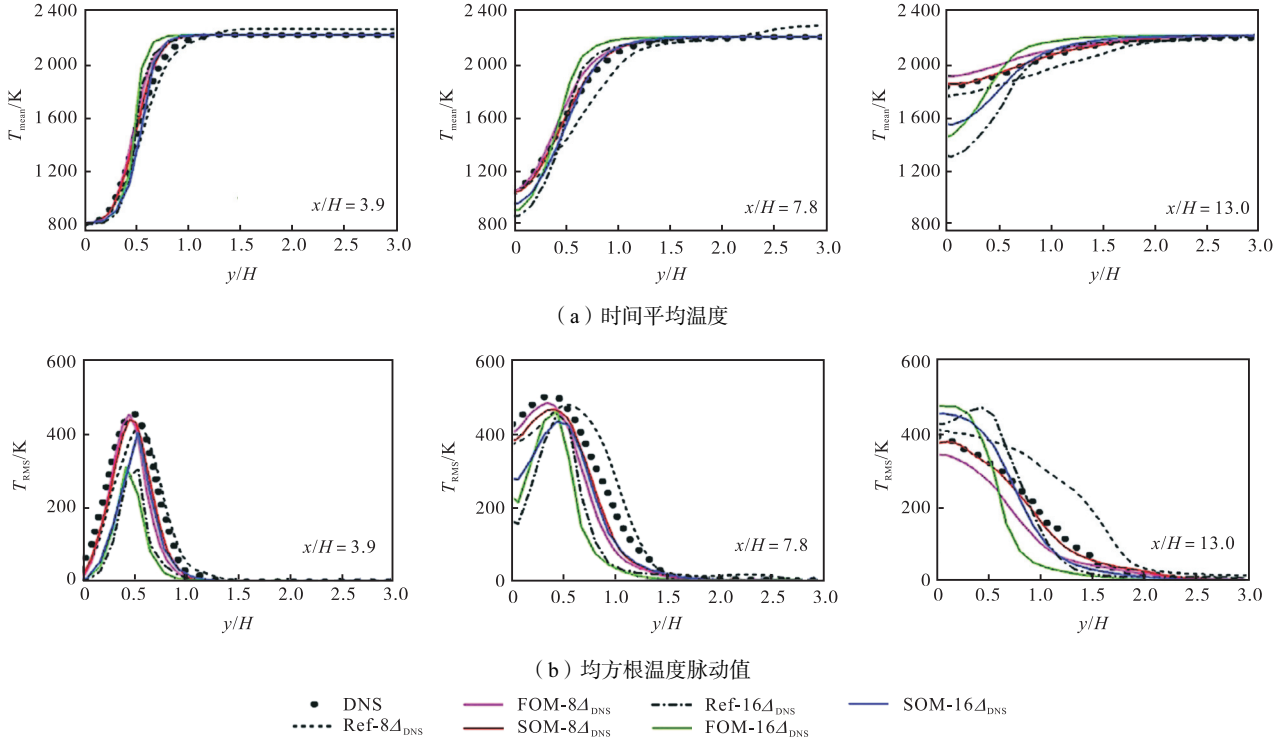 2 400
2 000
1 600
1 200
800
T_mean/K
x/H = 3.9
0 0.5 1.0 1.5 2.0 2.5 3.0
y/H
2 400
2 000
1 600
1 200
800
T_mean/K
x/H = 7.8
0 0.5 1.0 1.5 2.0 2.5 3.0
y/H
2 400
2 000
1 600
1 200
800
T_mean/K
x/H = 13.0
0 0.5 1.0 1.5 2.0 2.5 3.0
y/H
(a)时间平均温度
600
400
200
0
T_RMS/K
x/H = 3.9
0 0.5 1.0 1.5 2.0 2.5 3.0
y/H
600
400
200
0
T_RMS/K
x/H = 7.8
0 0.5 1.0 1.5 2.0 2.5 3.0
y/H
600
400
200
0
T_RMS/K
x/H = 13.0
0 0.5 1.0 1.5 2.0 2.5 3.0
y/H
(b)均方根温度脉动值
DNS FOM-8Δ_DNS Ref-16Δ_DNS SOM-16Δ_DNS
Ref-8Δ_DNS SOM-8Δ_DNS FOM-16Δ_DNS